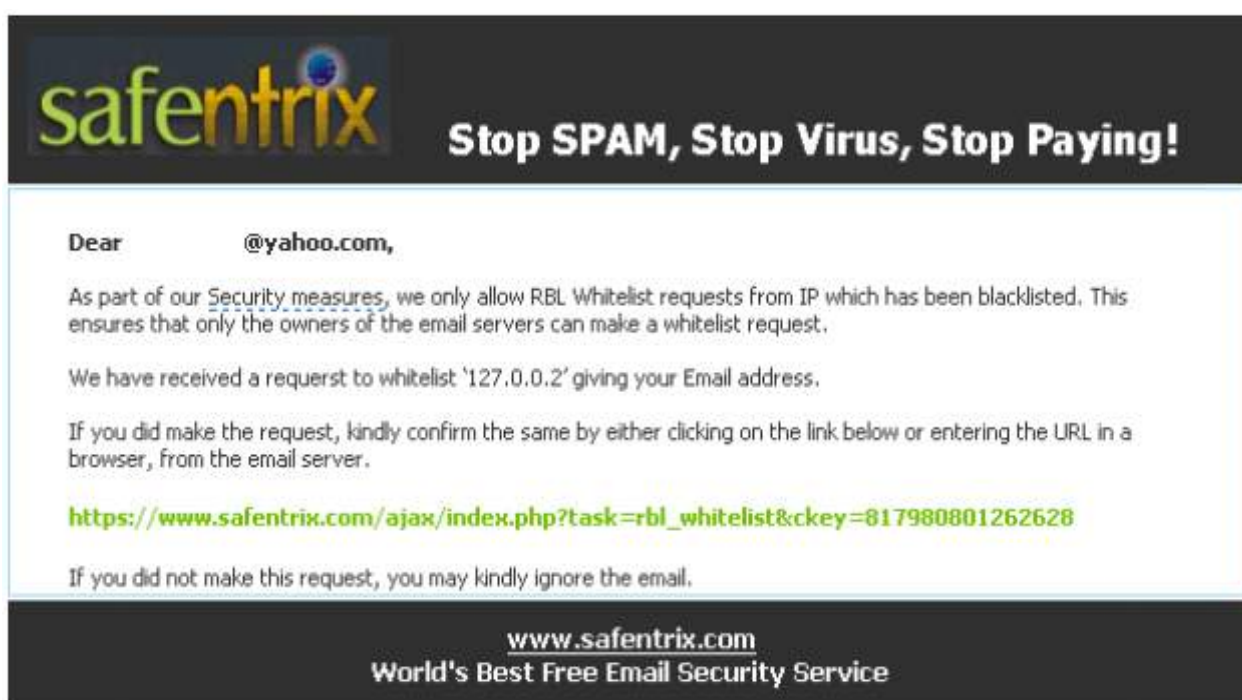 safentrix
Stop SPAM, Stop Virus, Stop Paying!
Dear @yahoo.com,
As part of our Security measures, we only allow RBL Whitelist requests from IP which has been blacklisted. This
ensures that only the owners of the email servers can make a whitelist request.
We have received a requerst to whitelist '127.0.0.2' giving your Email address.
If you did make the request, kindly confirm the same by either clicking on the link below or entering the URL in a
browser, from the email server.
https://www.safentrix.com/ajax/index.php?task=rbl_whitelist&ckey=817980801262628
If you did not make this request, you may kindly ignore the email.
www.safentrix.com
World's Best Free Email Security Service